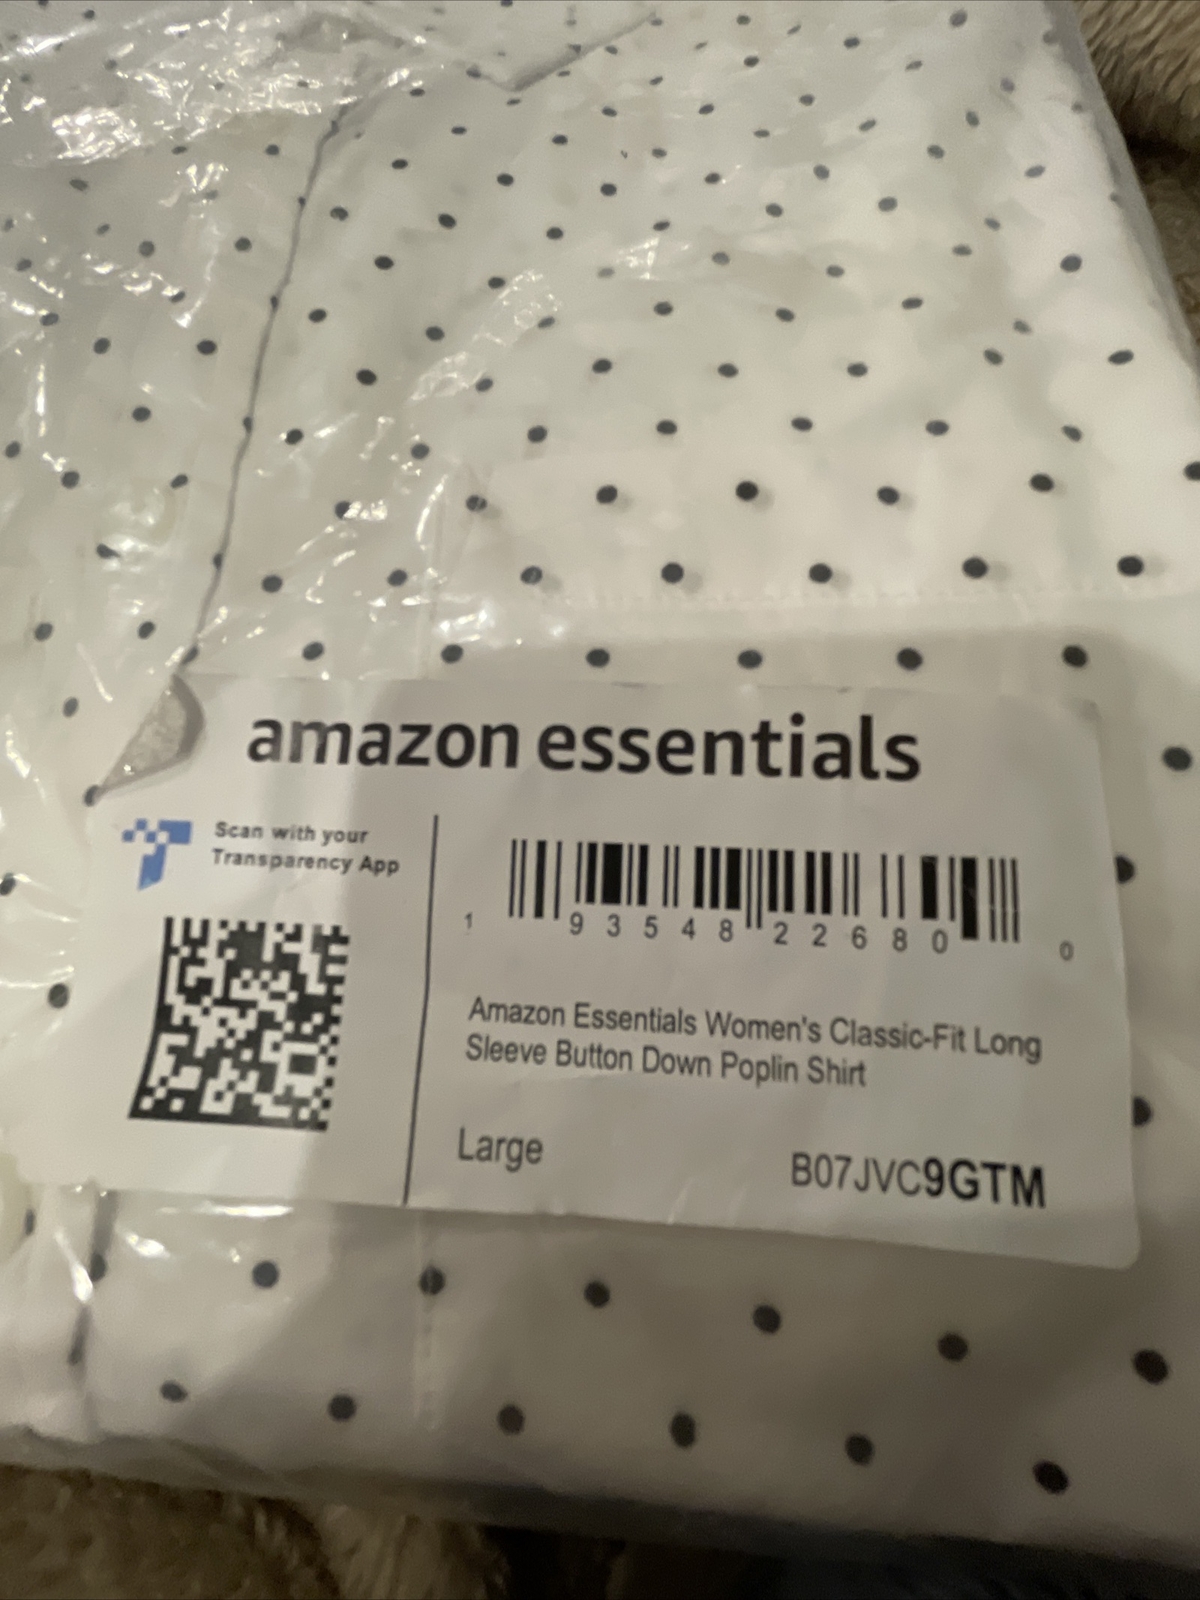 amazon essentials
Scan with your
Transparency App
1 93548 22680 0
Amazon Essentials Women's Classic-Fit Long
Sleeve Button Down Poplin Shirt
Large
B07JVC9GTM